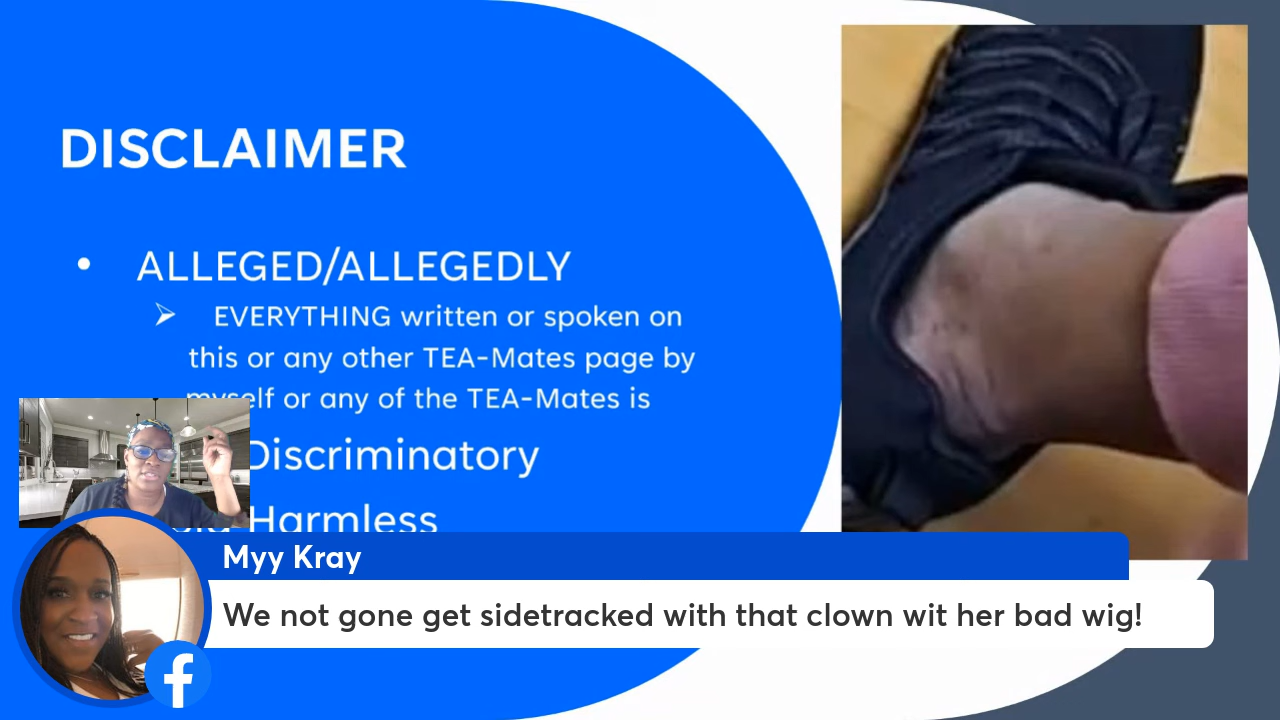 DISCLAIMER
• ALLEGED/ALLEGEDLY
➢ EVERYTHING written or spoken on
this or any other TEA-Mates page by
myself or any of the TEA-Mates is
Discriminatory
Harmless
Myy Kray
We not gone get sidetracked with that clown wit her bad wig!